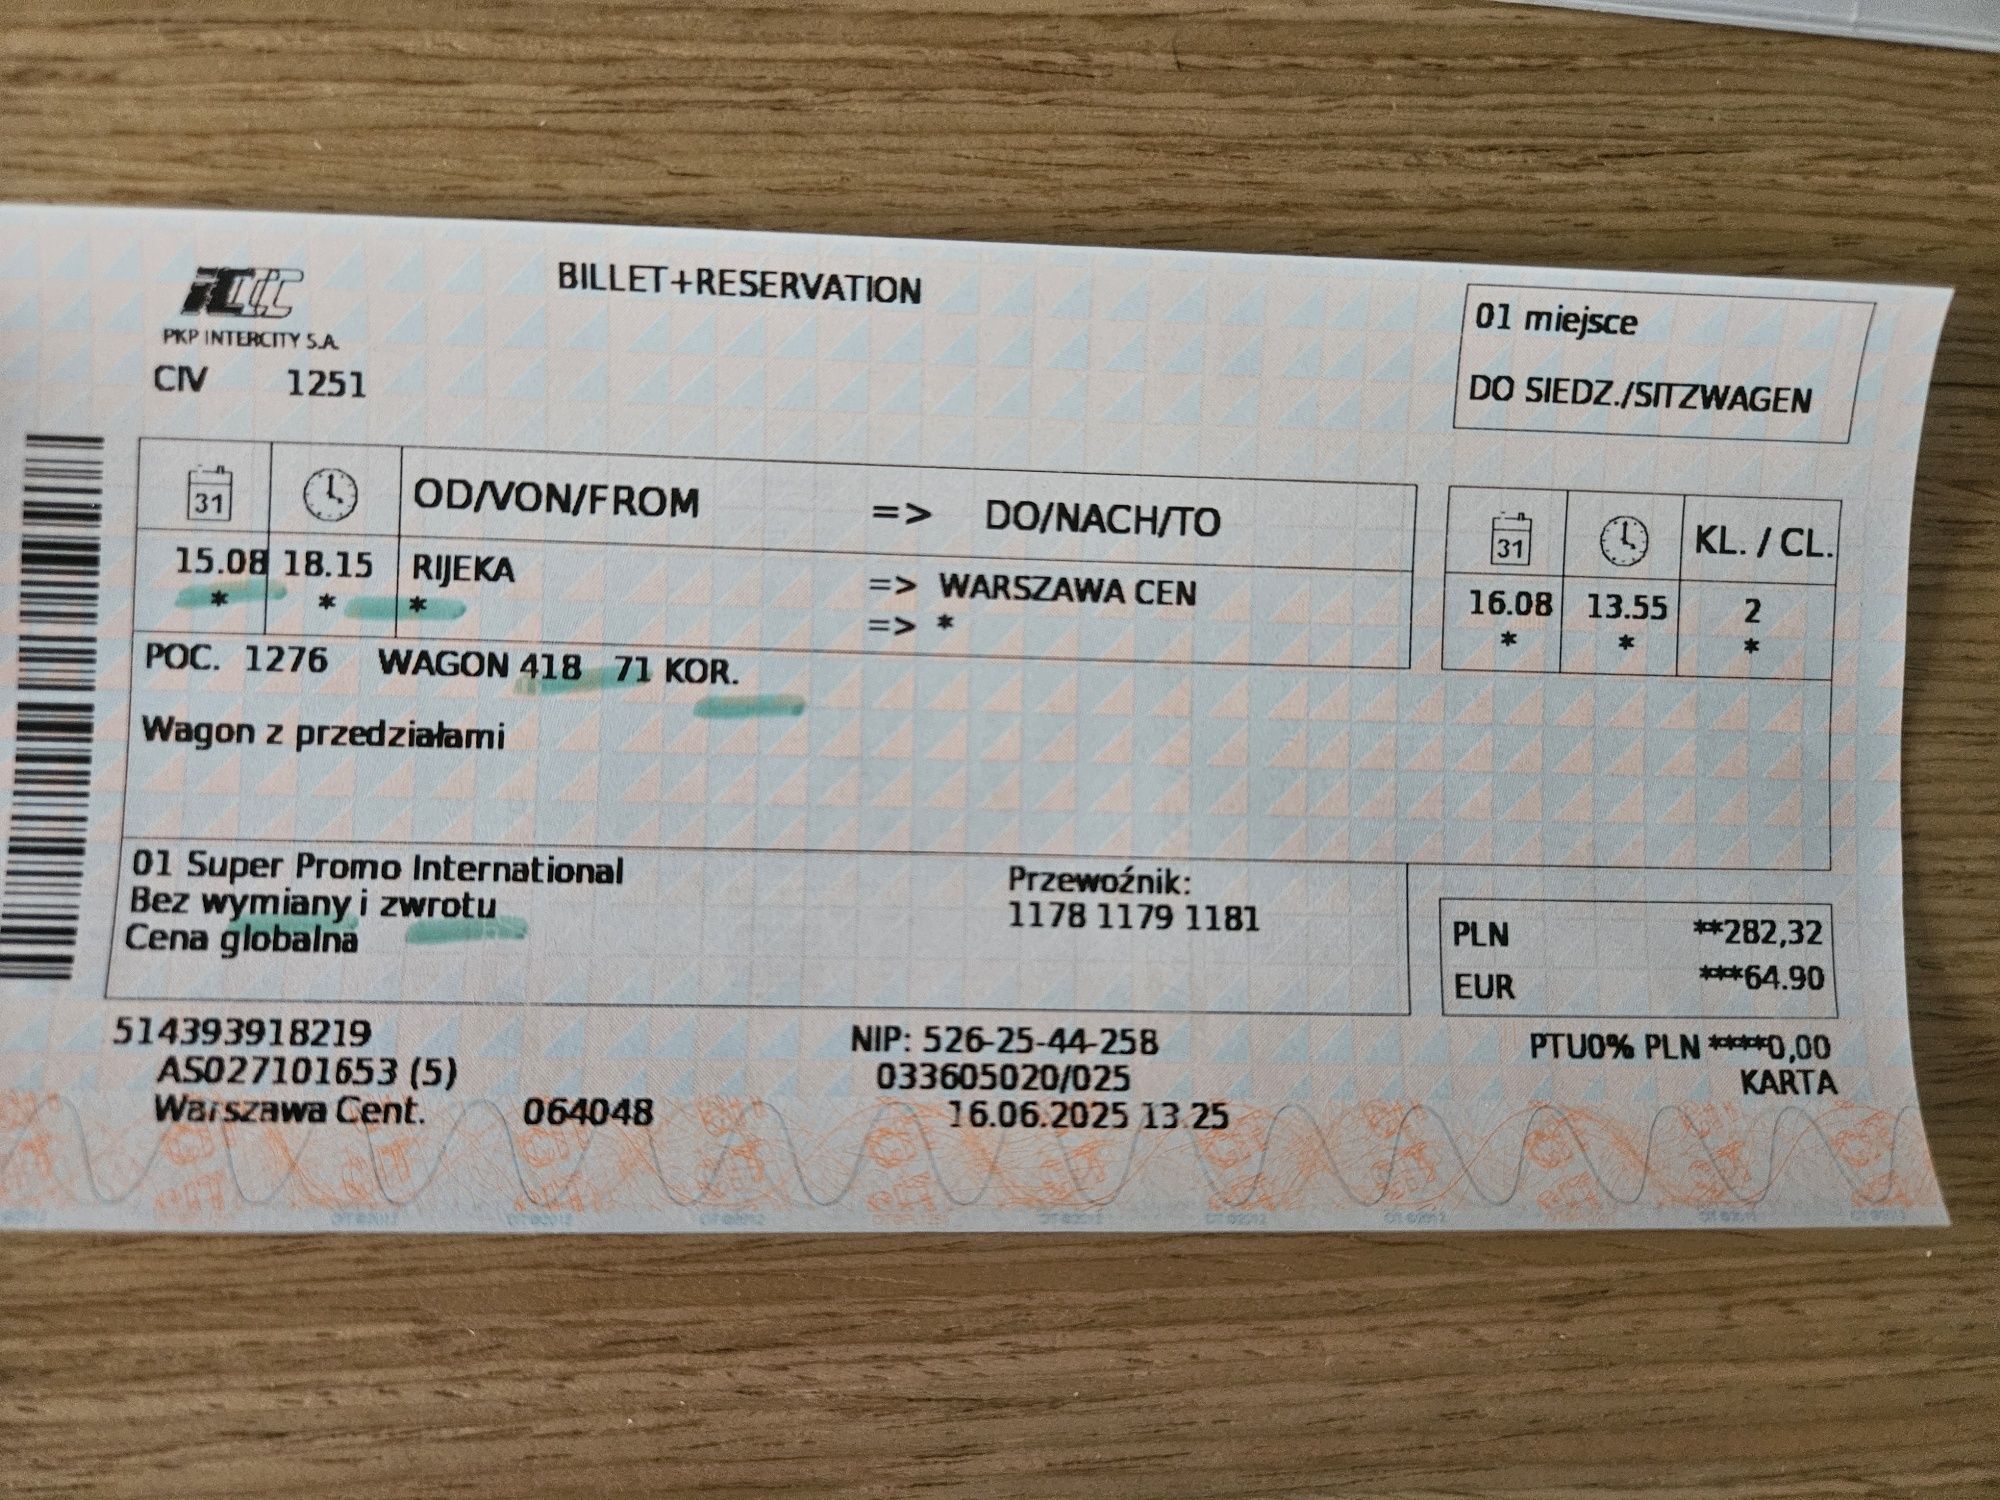 BILLET+RESERVATION
01 miejsce
DO SIEDZ./SITZWAGEN
PKP INTERCITY S.A.
CIV 1251
31 OD/VON/FROM => DO/NACH/TO 31 KL. / CL.
15.08 18.15 RIJEKA => WARSZAWA CEN 16.08 13.55 2
* * * => * * * *
POC. 1276 WAGON 418 71 KOR.
Wagon z przedziałami
01 Super Promo International
Bez wymiany i zwrotu
Cena globalna
Przewoźnik:
1178 1179 1181
PLN **282,32
EUR ***64.90
514393918219 NIP: 526-25-44-258 PTU0% PLN ****0,00
AS027101653 (5) 033605020/025 KARTA
Warszawa Cent. 064048 16.06.2025 13.25